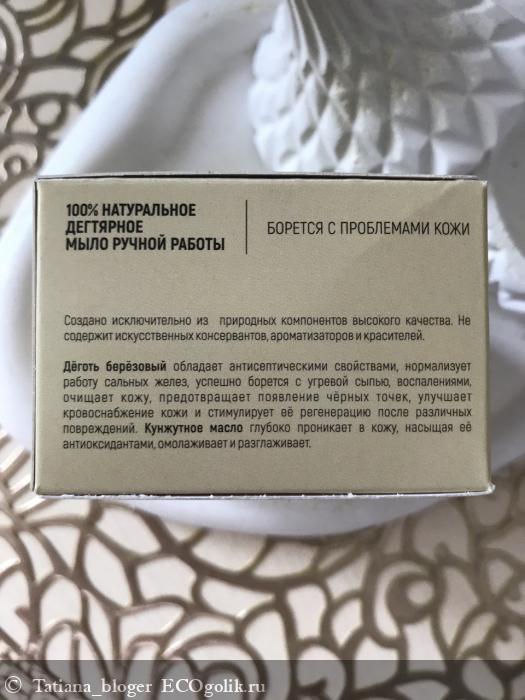 100% НАТУРАЛЬНОЕ
ДЕГТЯРНОЕ
МЫЛО РУЧНОЙ РАБОТЫ
БОРЕТСЯ С ПРОБЛЕМАМИ КОЖИ
Создано исключительно из природных компонентов высокого качества. Не
содержит искусственных консервантов, ароматизаторов и красителей.
Дёготь берёзовый обладает антисептическими свойствами, нормализует
работу сальных желез, успешно борется с угревой сыпью, воспалениями,
очищает кожу, предотвращает появление чёрных точек, улучшает
кровоснабжение кожи и стимулирует её регенерацию после различных
повреждений. Кунжутное масло глубоко проникает в кожу, насыщая её
антиоксидантами, омолаживает и разглаживает.
Tatiana_bloger ECOgolik.ru